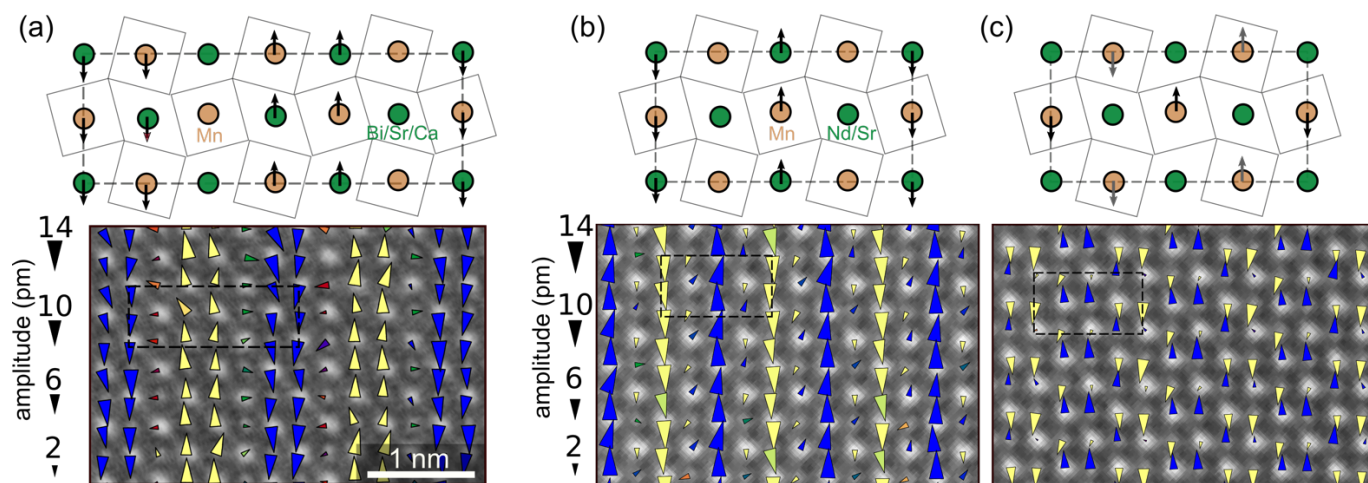 (a)
Mn
Bi/Sr/Ca
(b)
Mn
Nd/Sr
(c)
14
10
6
2
amplitude (pm)
1 nm
14
10
6
2
amplitude (pm)